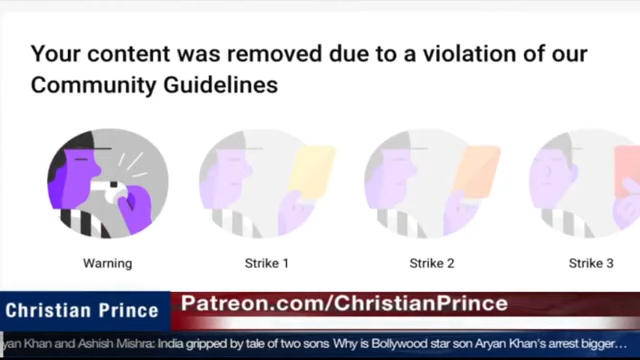 Your content was removed due to a violation of our
Community Guidelines
Warning
Strike 1
Strike 2
Strike 3
Christian Prince
Patreon.com/ChristianPrince
yan Khan and Ashish Mishra: India gripped by tale of two sons Why is Bollywood star son Aryan Khan's arrest bigger…